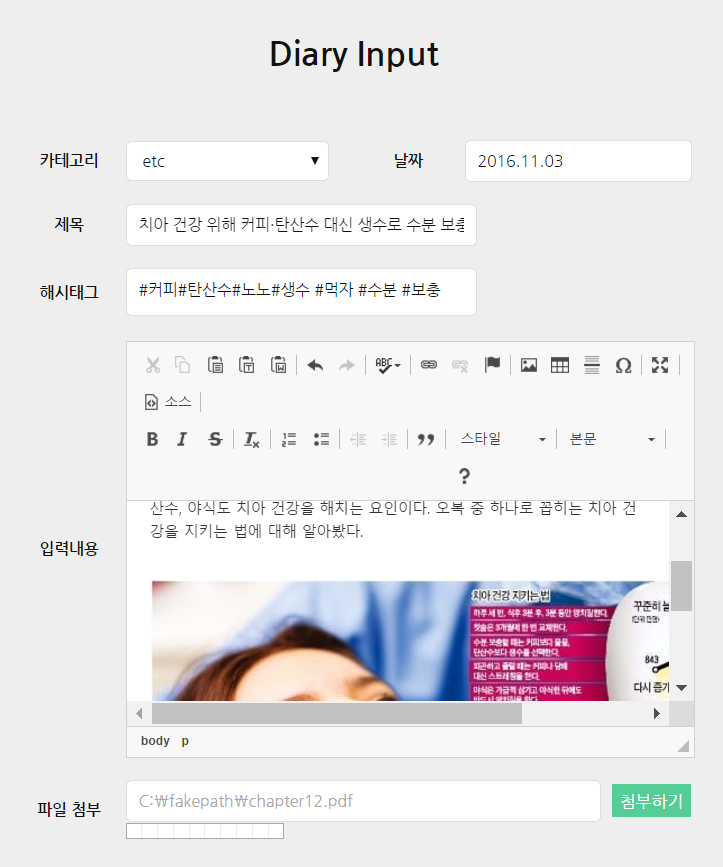 Diary Input
카테고리 etc 날짜 2016.11.03
제목 치아 건강 위해 커피·탄산수 대신 생수로 수분 보충
해시태그 #커피#탄산수#노노#생수 #먹자 #수분 #보충
ABC
소스
B I S Tx 스타일 본문
?
입력내용
산수, 야식도 치아 건강을 해치는 요인이다. 오복 중 하나로 꼽히는 치아 건
강을 지키는 법에 대해 알아봤다.
치아 건강 지키는 법
하루 세 번, 식후 3분 후, 3분 동안 양치질한다.
칫솔은 3개월에 한 번 교체한다.
수분 보충할 때는 커피보다 물을,
탄산수보다 생수를 선택한다.
피곤하고 졸릴 때는 커피나 담배
대신 스트레칭을 한다.
야식은 가급적 삼가고 야식한 뒤에도
반드시 양치질을 한다.
꾸준히 늘
843
다시 증가
body p
파일 첨부 C:₩fakepath₩chapter12.pdf 첨부하기